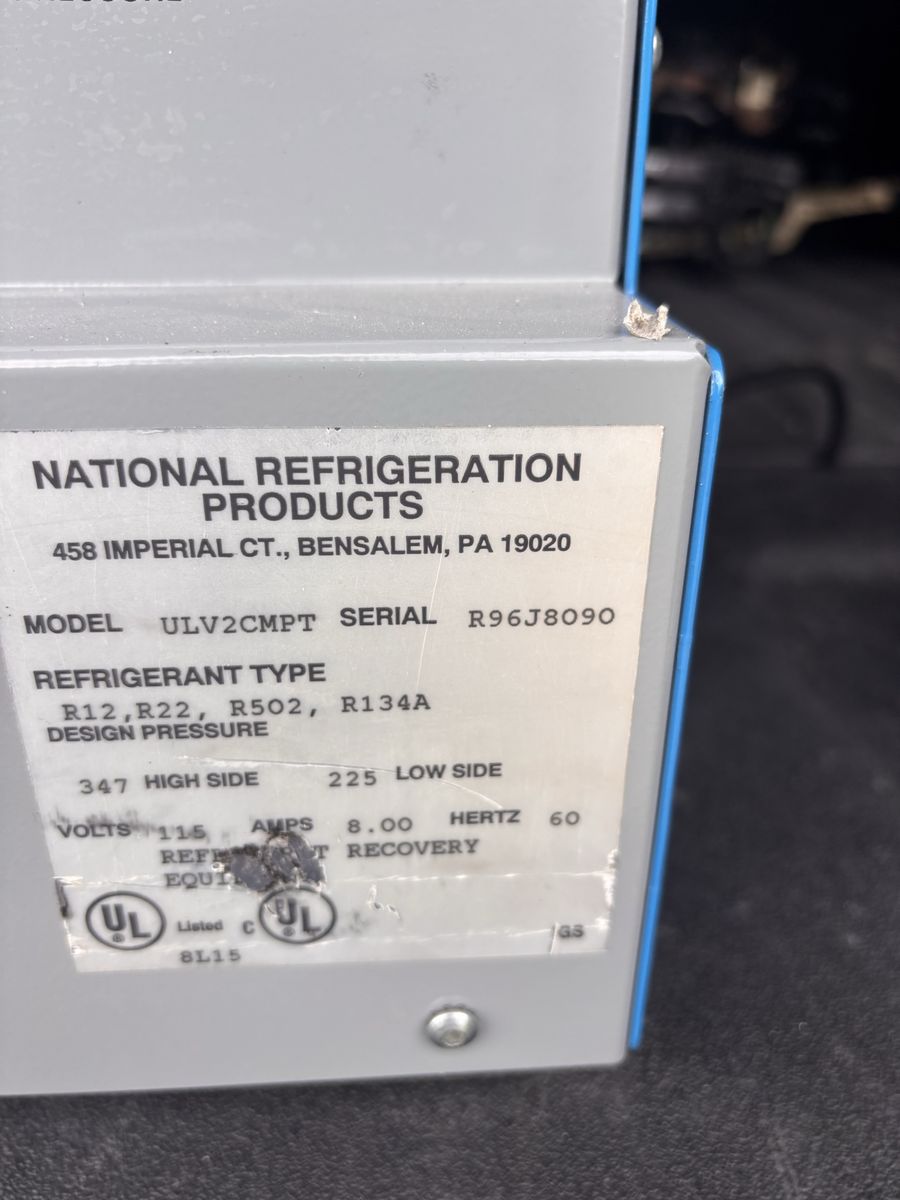 NATIONAL REFRIGERATION
PRODUCTS
458 IMPERIAL CT., BENSALEM, PA 19020
MODEL ULV2CMPT SERIAL R96J8090
REFRIGERANT TYPE
R12,R22, R502, R134A
DESIGN PRESSURE
347 HIGH SIDE 225 LOW SIDE
VOLTS 115 AMPS 8.00 HERTZ 60
RECOVERY
UL ® Listed C UL ® GS
8L15